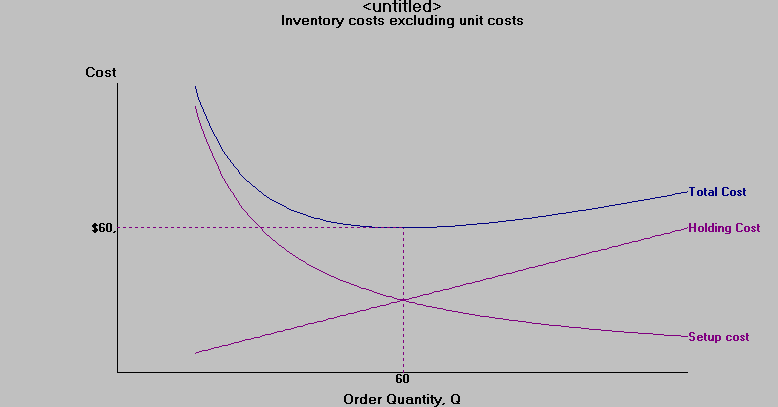 <untitled>
Inventory costs excluding unit costs
Cost
Total Cost
$60,
Holding Cost
Setup cost
60
Order Quantity, Q